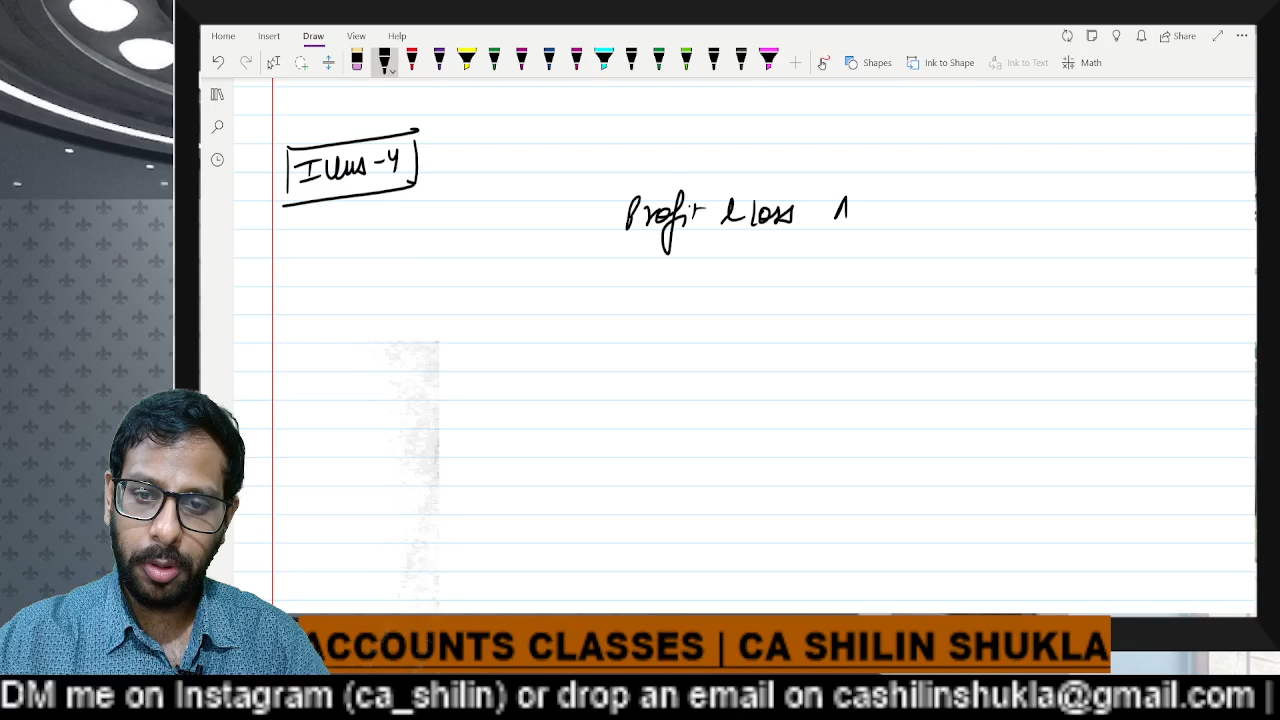 Home Insert Draw View Help Share
Ink to Shape Ink to Text Math Shapes
Illus-4
Profit & Loss A
ACCOUNTS CLASSES | CA SHILIN SHUKLA
DM me on Instagram (ca_shilin) or drop an email on cashilinshukla@gmail.com |